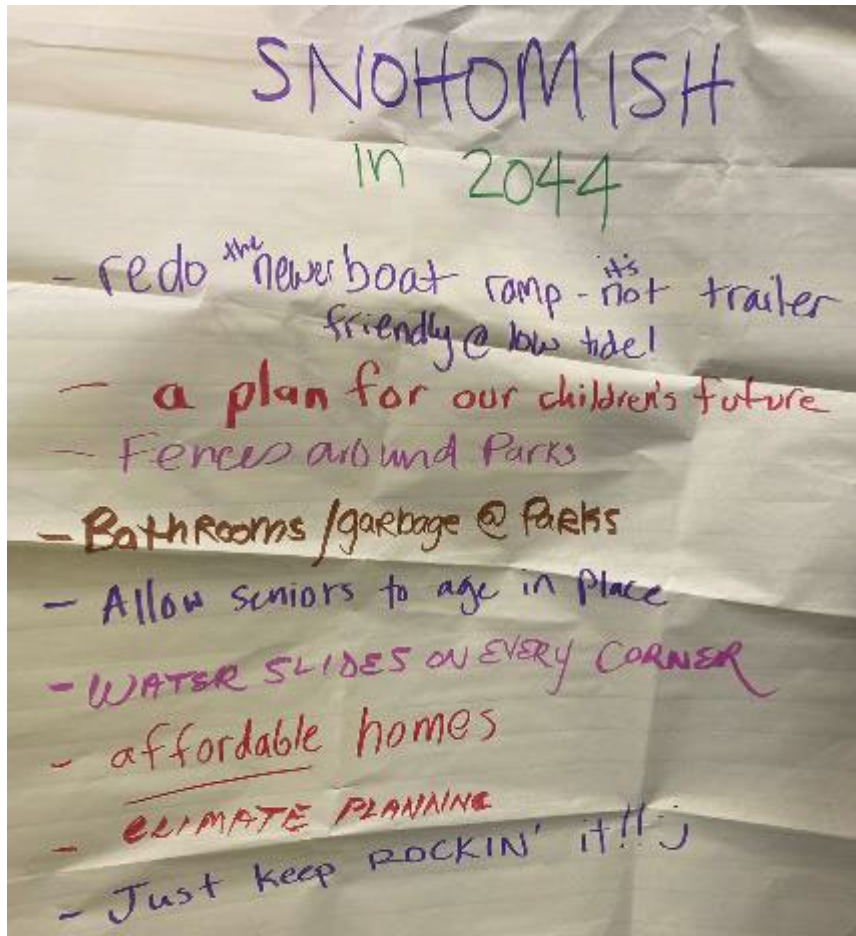 SNOHOMISH
in 2044
- redo the newer boat ramp - it's not trailer
friendly @ low tide!
- a plan for our children's future
- Fences around Parks
- BathRooms/gaRbage @ PaRks
- Allow seniors to age in place
- WATER SLIDES ON EVERY CORNER
- affordable homes
- CLIMATE PLANNING
- Just keep ROCKIN' it!! :)